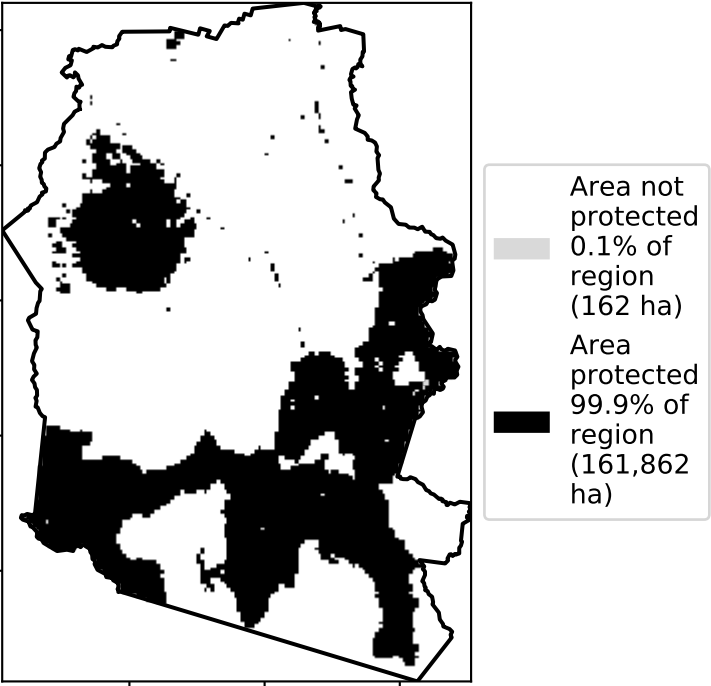 Area not
protected
0.1% of
region
(162 ha)
Area
protected
99.9% of
region
(161,862
ha)